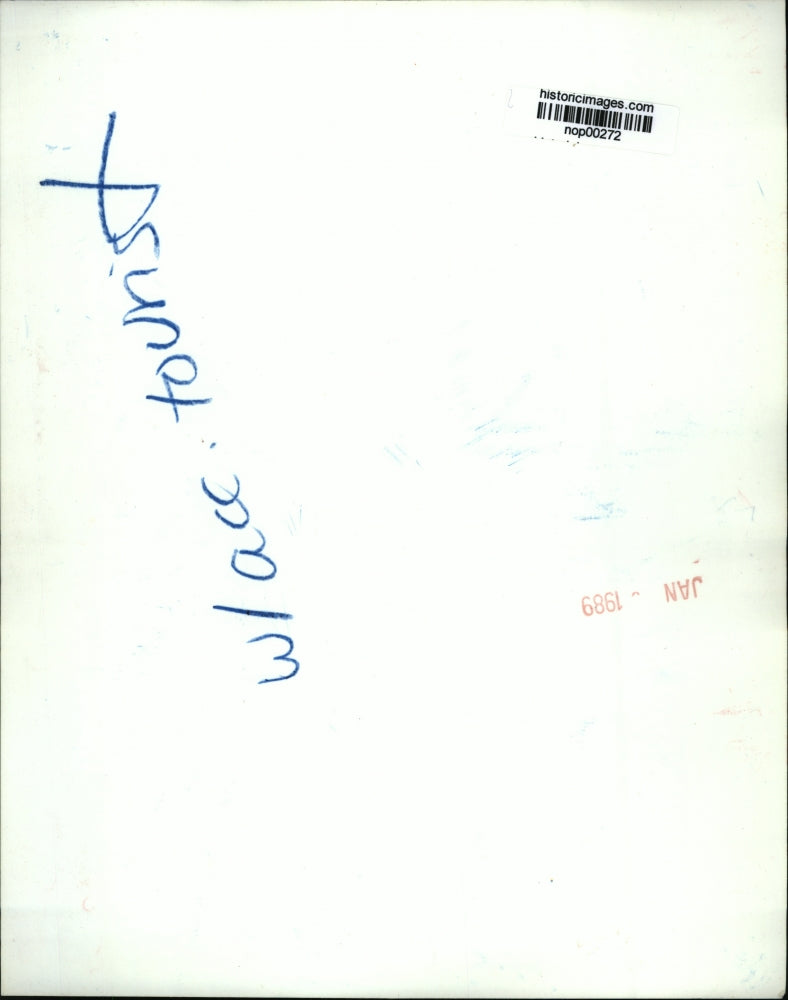 historicimages.com
nop00272
w/acc. tourist
JAN 1989